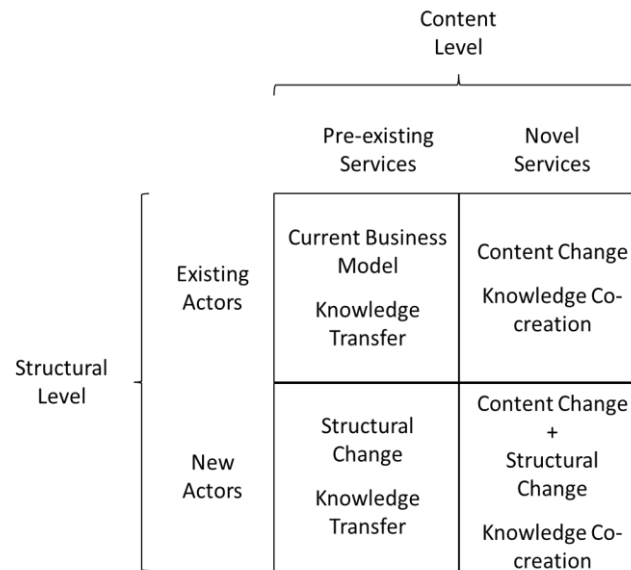 Content
Level
Pre-existing
Services
Novel
Services
Structural
Level
Existing
Actors
Current Business
Model
Knowledge
Transfer
Content Change
Knowledge Co-
creation
New
Actors
Structural
Change
Knowledge
Transfer
Content Change
+
Structural
Change
Knowledge Co-
creation